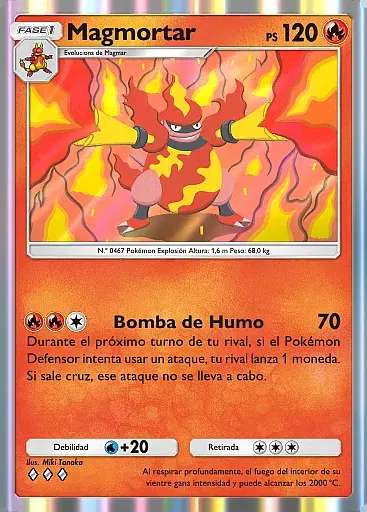 FASE 1
Magmortar
PS 120
Evoluciona de Magmar
N.º 0467 Pokémon Explosión Altura: 1,6 m Peso: 68,0 kg
Bomba de Humo 70
Durante el próximo turno de tu rival, si el Pokémon
Defensor intenta usar un ataque, tu rival lanza 1 moneda.
Si sale cruz, ese ataque no se lleva a cabo.
Debilidad +20 Retirada
Ilus. Miki Tanaka
Al respirar profundamente, el fuego del interior de su
vientre gana intensidad y puede alcanzar los 2000 °C.